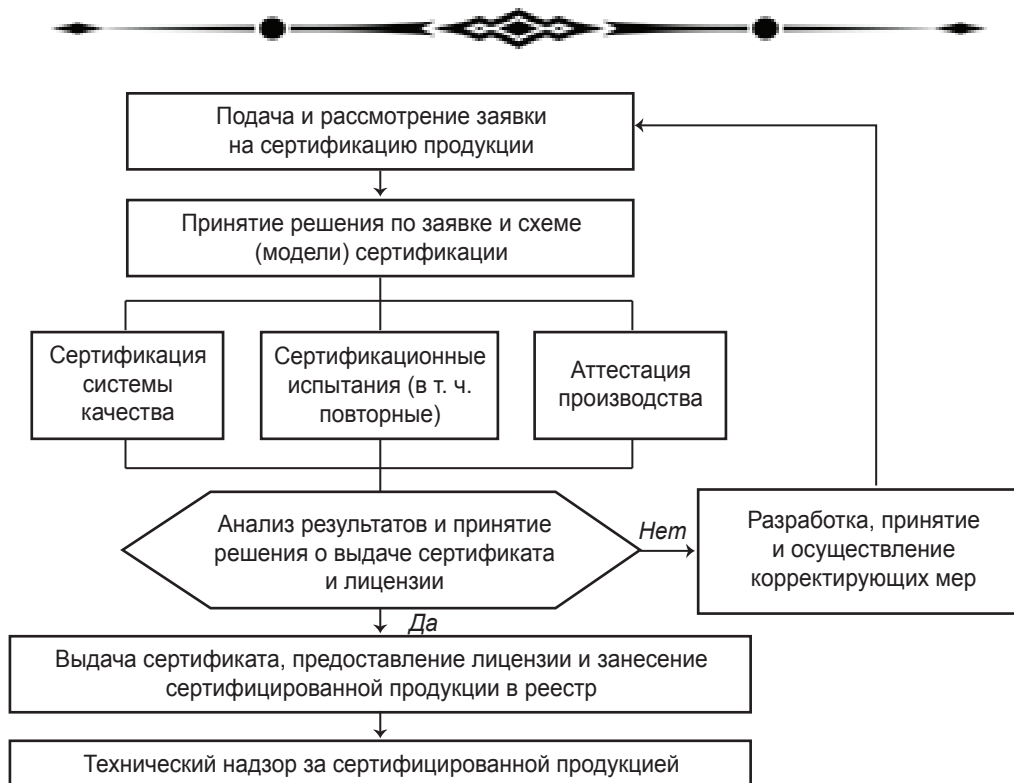 Подача и рассмотрение заявки
на сертификацию продукции
Принятие решения по заявке и схеме
(модели) сертификации
Сертификация
системы
качества
Сертификационные
испытания (в т. ч.
повторные)
Аттестация
производства
Анализ результатов и принятие
решения о выдаче сертификата
и лицензии
Нет
Разработка, принятие
и осуществление
корректирующих мер
Да
Выдача сертификата, предоставление лицензии и занесение
сертифицированной продукции в реестр
Технический надзор за сертифицированной продукцией